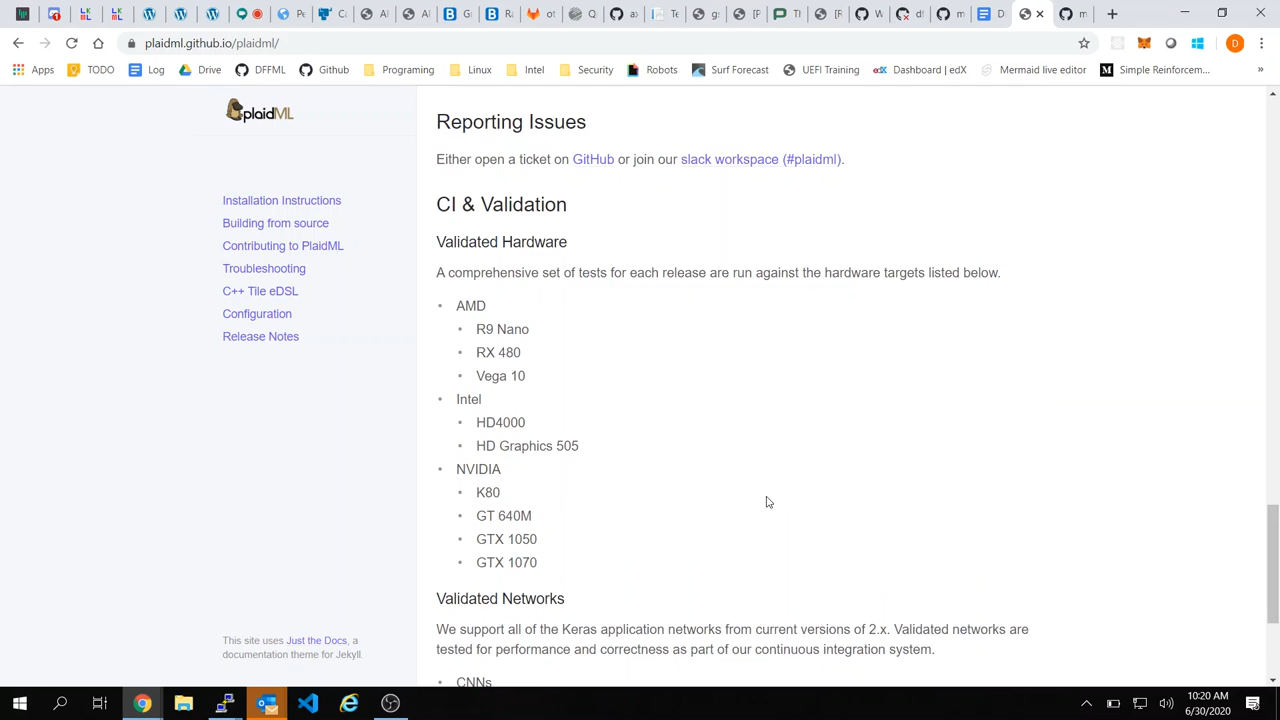 plaidml.github.io/plaidml/
Apps TODO Log Drive DFFML Github Programing Linux Intel Security Robots Surf Forecast UEFI Training Dashboard | edX Mermaid live editor Simple Reinforcem... »
plaidML
Installation Instructions
Building from source
Contributing to PlaidML
Troubleshooting
C++ Tile eDSL
Configuration
Release Notes
This site uses Just the Docs, a
documentation theme for Jekyll.
Reporting Issues
Either open a ticket on GitHub or join our slack workspace (#plaidml).
CI & Validation
Validated Hardware
A comprehensive set of tests for each release are run against the hardware targets listed below.
AMD
R9 Nano
RX 480
Vega 10
Intel
HD4000
HD Graphics 505
NVIDIA
K80
GT 640M
GTX 1050
GTX 1070
Validated Networks
We support all of the Keras application networks from current versions of 2.x. Validated networks are
tested for performance and correctness as part of our continuous integration system.
CNNs
10:20 AM
6/30/2020